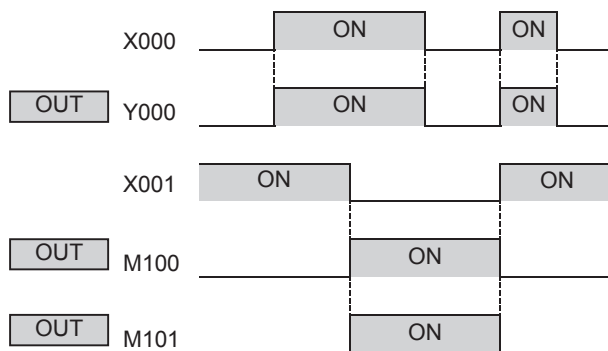 X000 ON ON
OUT Y000 ON ON
X001 ON ON
OUT M100 ON
OUT M101 ON